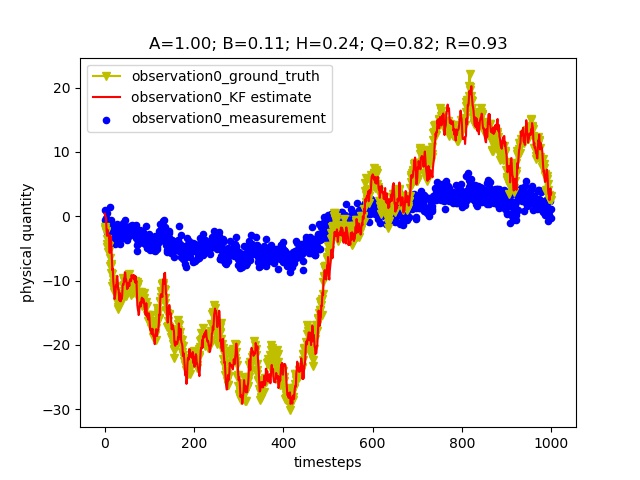 A=1.00; B=0.11; H=0.24; Q=0.82; R=0.93
observation0_ground_truth
observation0_KF estimate
observation0_measurement
physical quantity
20
10
0
−10
−20
−30
0 200 400 600 800 1000
timesteps